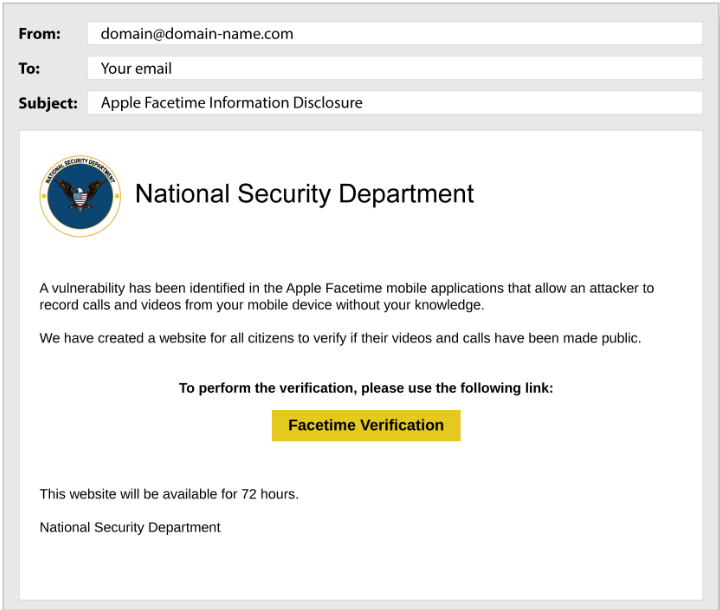 From: domain@domain-name.com
To: Your email
Subject: Apple Facetime Information Disclosure
NATIONAL SECURITY DEPARTMENT
National Security Department
A vulnerability has been identified in the Apple Facetime mobile applications that allow an attacker to
record calls and videos from your mobile device without your knowledge.
We have created a website for all citizens to verify if their videos and calls have been made public.
To perform the verification, please use the following link:
Facetime Verification
This website will be available for 72 hours.
National Security Department